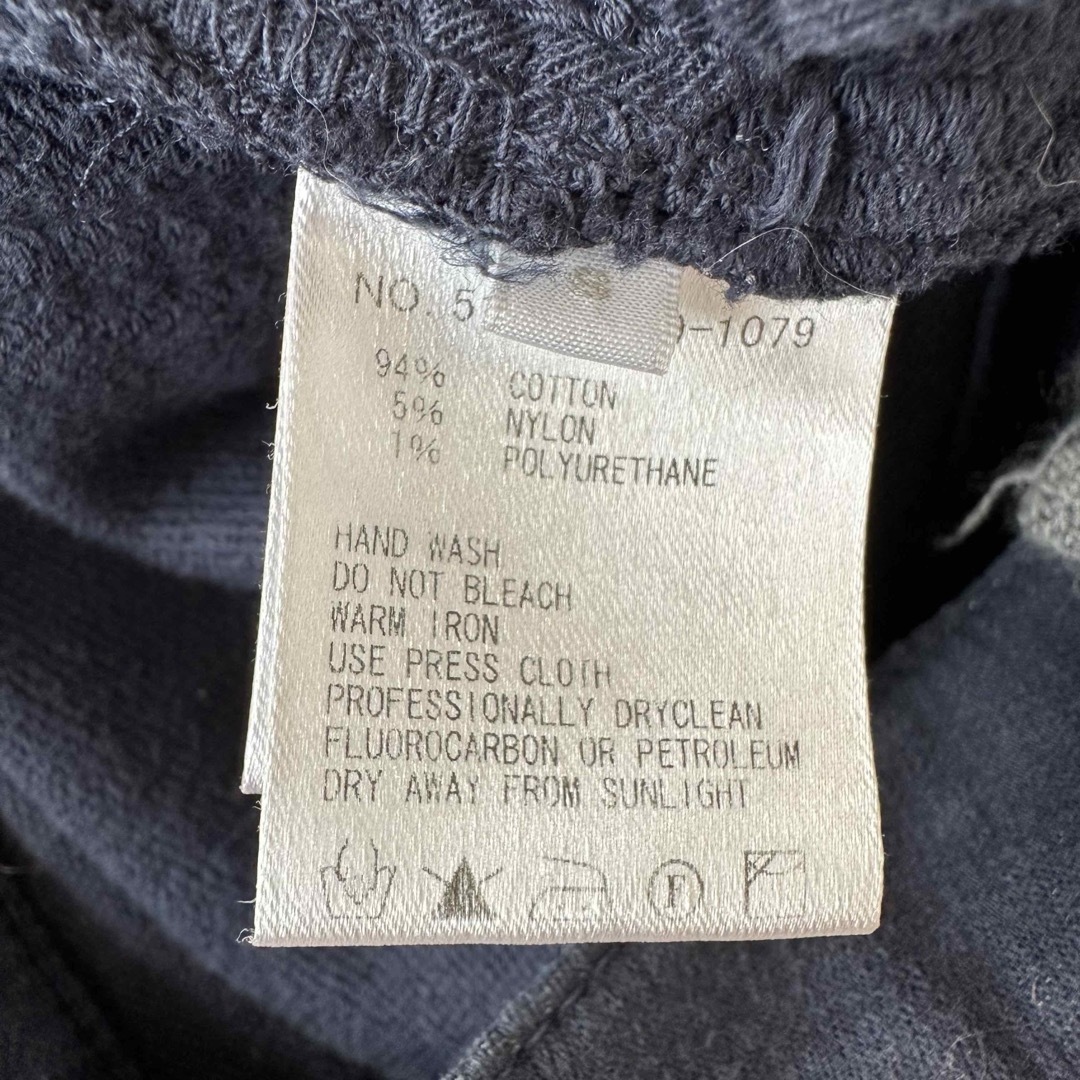 NO. 5 9-1079
94% COTTON
5% NYLON
1% POLYURETHANE
HAND WASH
DO NOT BLEACH
WARM IRON
USE PRESS CLOTH
PROFESSIONALLY DRYCLEAN
FLUOROCARBON OR PETROLEUM
DRY AWAY FROM SUNLIGHT
F